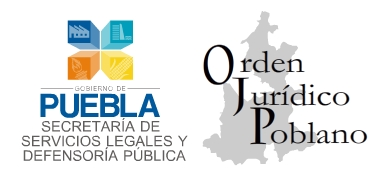 GOBIERNO DE
PUEBLA
SECRETARÍA DE
SERVICIOS LEGALES Y
DEFENSORÍA PÚBLICA
Orden
Jurídico
Poblano